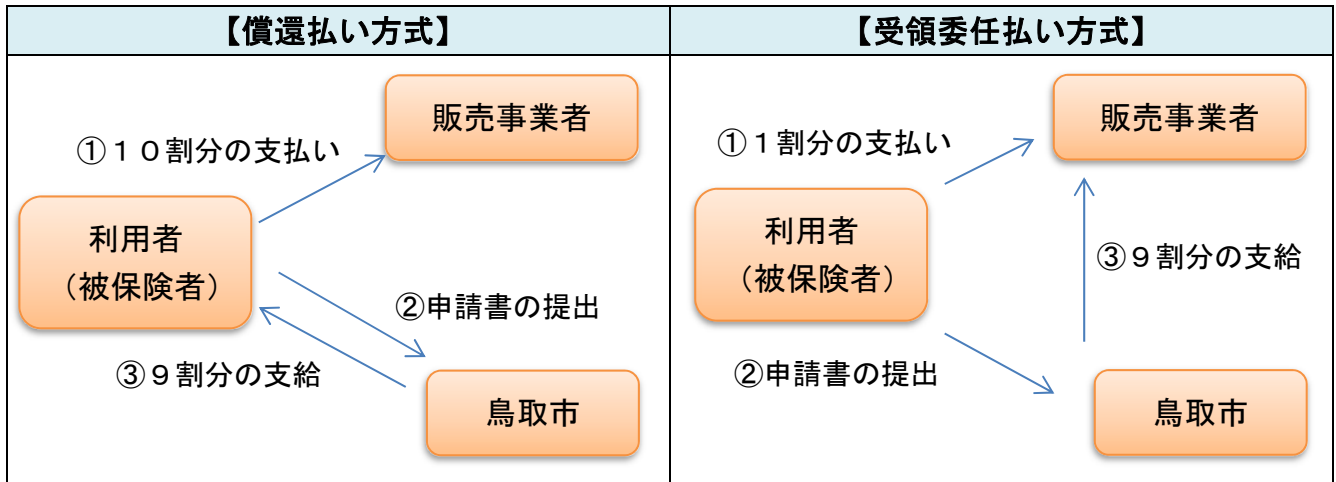 【償還払い方式】
販売事業者
①１０割分の支払い
利用者
（被保険者）
②申請書の提出
③９割分の支給
鳥取市
【受領委任払い方式】
販売事業者
①１割分の支払い
利用者
（被保険者）
③９割分の支給
②申請書の提出
鳥取市